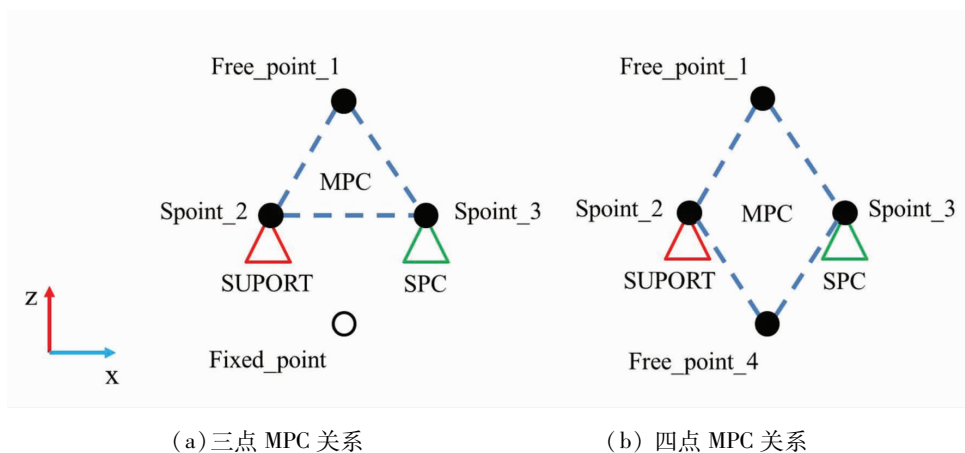 Free_point_1
MPC
Spoint_2
Spoint_3
SUPORT
SPC
Fixed_point
z
x
(a)三点 MPC 关系
Free_point_1
Spoint_2
MPC
Spoint_3
SUPORT
SPC
Free_point_4
(b) 四点 MPC 关系